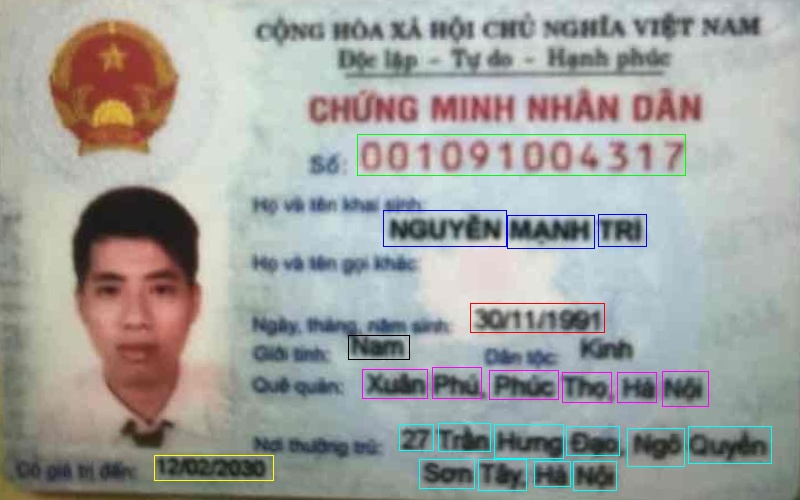 CỘNG HÒA XÃ HỘI CHỦ NGHĨA VIỆT NAM
Độc lập - Tự do - Hạnh phúc
CHỨNG MINH NHÂN DÂN
Số: 001091004317
Họ và tên khai sinh:
NGUYỄN MẠNH TRÍ
Họ và tên gọi khác:
Ngày, tháng, năm sinh: 30/11/1991
Giới tính: Nam Dân tộc: Kinh
Quê quán: Xuân Phú, Phúc Thọ, Hà Nội
Nơi thường trú: 27 Trần Hưng Đạo, Ngô Quyền
Sơn Tây, Hà Nội
Có giá trị đến: 12/02/2030